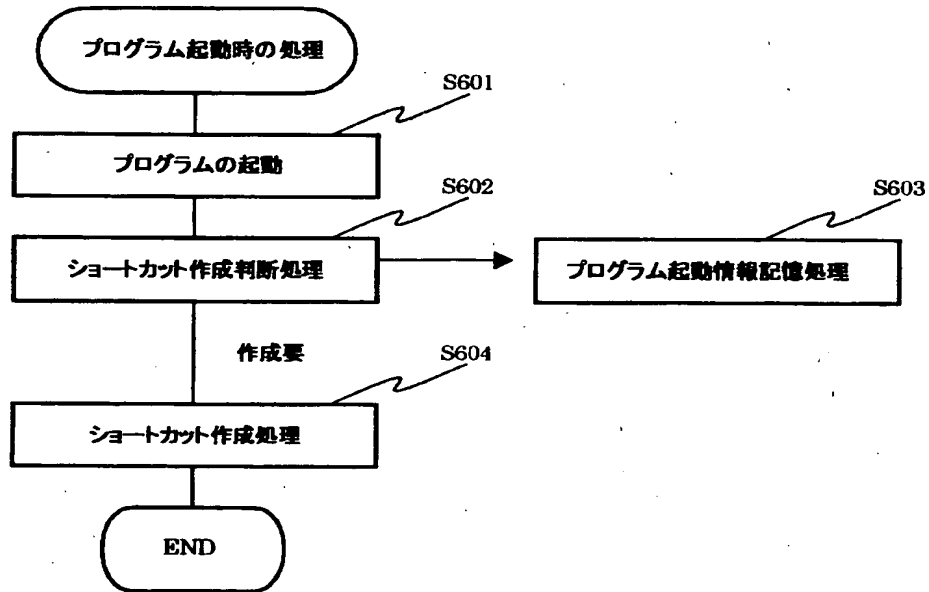 プログラム起動時の処理
S601
プログラムの起動
S602
ショートカット作成判断処理
S603
プログラム起動情報記憶処理
作成要
S604
ショートカット作成処理
END